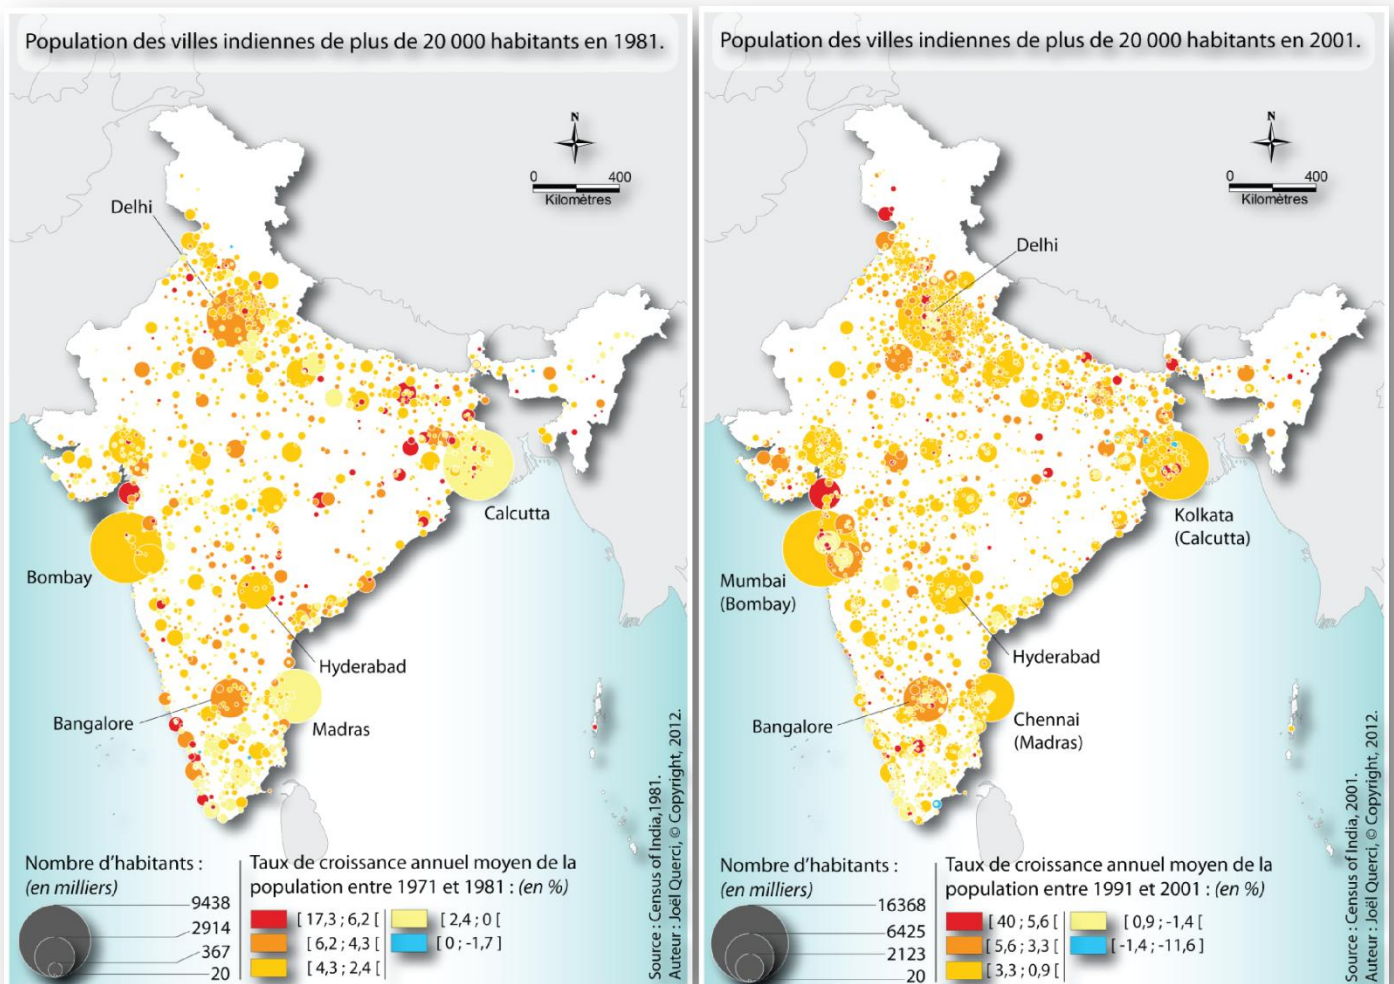 Population des villes indiennes de plus de 20 000 habitants en 1981.
N
0 400
Kilomètres
Delhi
Calcutta
Bombay
Hyderabad
Bangalore
Madras
Nombre d'habitants :
(en milliers)
9438
2914
367
20
Taux de croissance annuel moyen de la
population entre 1971 et 1981 : (en %)
[ 17,3 ; 6,2 [
[ 6,2 ; 4,3 [
[ 4,3 ; 2,4 [
[ 2,4 ; 0 [
[ 0 ; -1,7 ]
Source : Census of India,1981.
Auteur : Joël Querci, © Copyright, 2012.
Population des villes indiennes de plus de 20 000 habitants en 2001.
N
0 400
Kilomètres
Delhi
Kolkata
(Calcutta)
Mumbai
(Bombay)
Hyderabad
Bangalore
Chennai
(Madras)
Nombre d'habitants :
(en milliers)
16368
6425
2123
20
Taux de croissance annuel moyen de la
population entre 1991 et 2001 : (en %)
[ 40 ; 5,6 [
[ 5,6 ; 3,3 [
[ 3,3 ; 0,9 [
[ 0,9 ; -1,4 [
[ -1,4 ; -11,6 ]
Source : Census of India, 2001.
Auteur : Joël Querci, © Copyright, 2012.